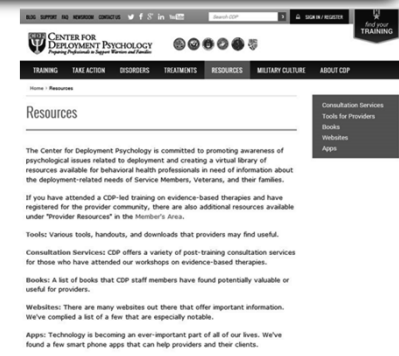 BLOG SUPPORT FAQ NEWSROOM CONTACT US
Search CDP
SIGN IN / REGISTER
find your
TRAINING
CENTER FOR
DEPLOYMENT PSYCHOLOGY
Preparing Professionals to Support Warriors and Families
TRAINING TAKE ACTION DISORDERS TREATMENTS RESOURCES MILITARY CULTURE ABOUT CDP
Home › Resources
Resources
Consultation Services
Tools for Providers
Books
Websites
Apps
The Center for Deployment Psychology is committed to promoting awareness of
psychological issues related to deployment and creating a virtual library of
resources available for behavioral health professionals in need of information about
the deployment-related needs of Service Members, Veterans, and their families.
If you have attended a CDP-led training on evidence-based therapies and have
registered for the provider community, there are also additional resources available
under "Provider Resources" in the Member's Area.
Tools: Various tools, handouts, and downloads that providers may find useful.
Consultation Services: CDP offers a variety of post-training consultation services
for those who have attended our workshops on evidence-based therapies.
Books: A list of books that CDP staff members have found potentially valuable or
useful for providers.
Websites: There are many websites out there that offer important information.
We've complied a list of a few that are especially notable.
Apps: Technology is becoming an ever-important part of all of our lives. We've
found a few smart phone apps that can help providers and their clients.